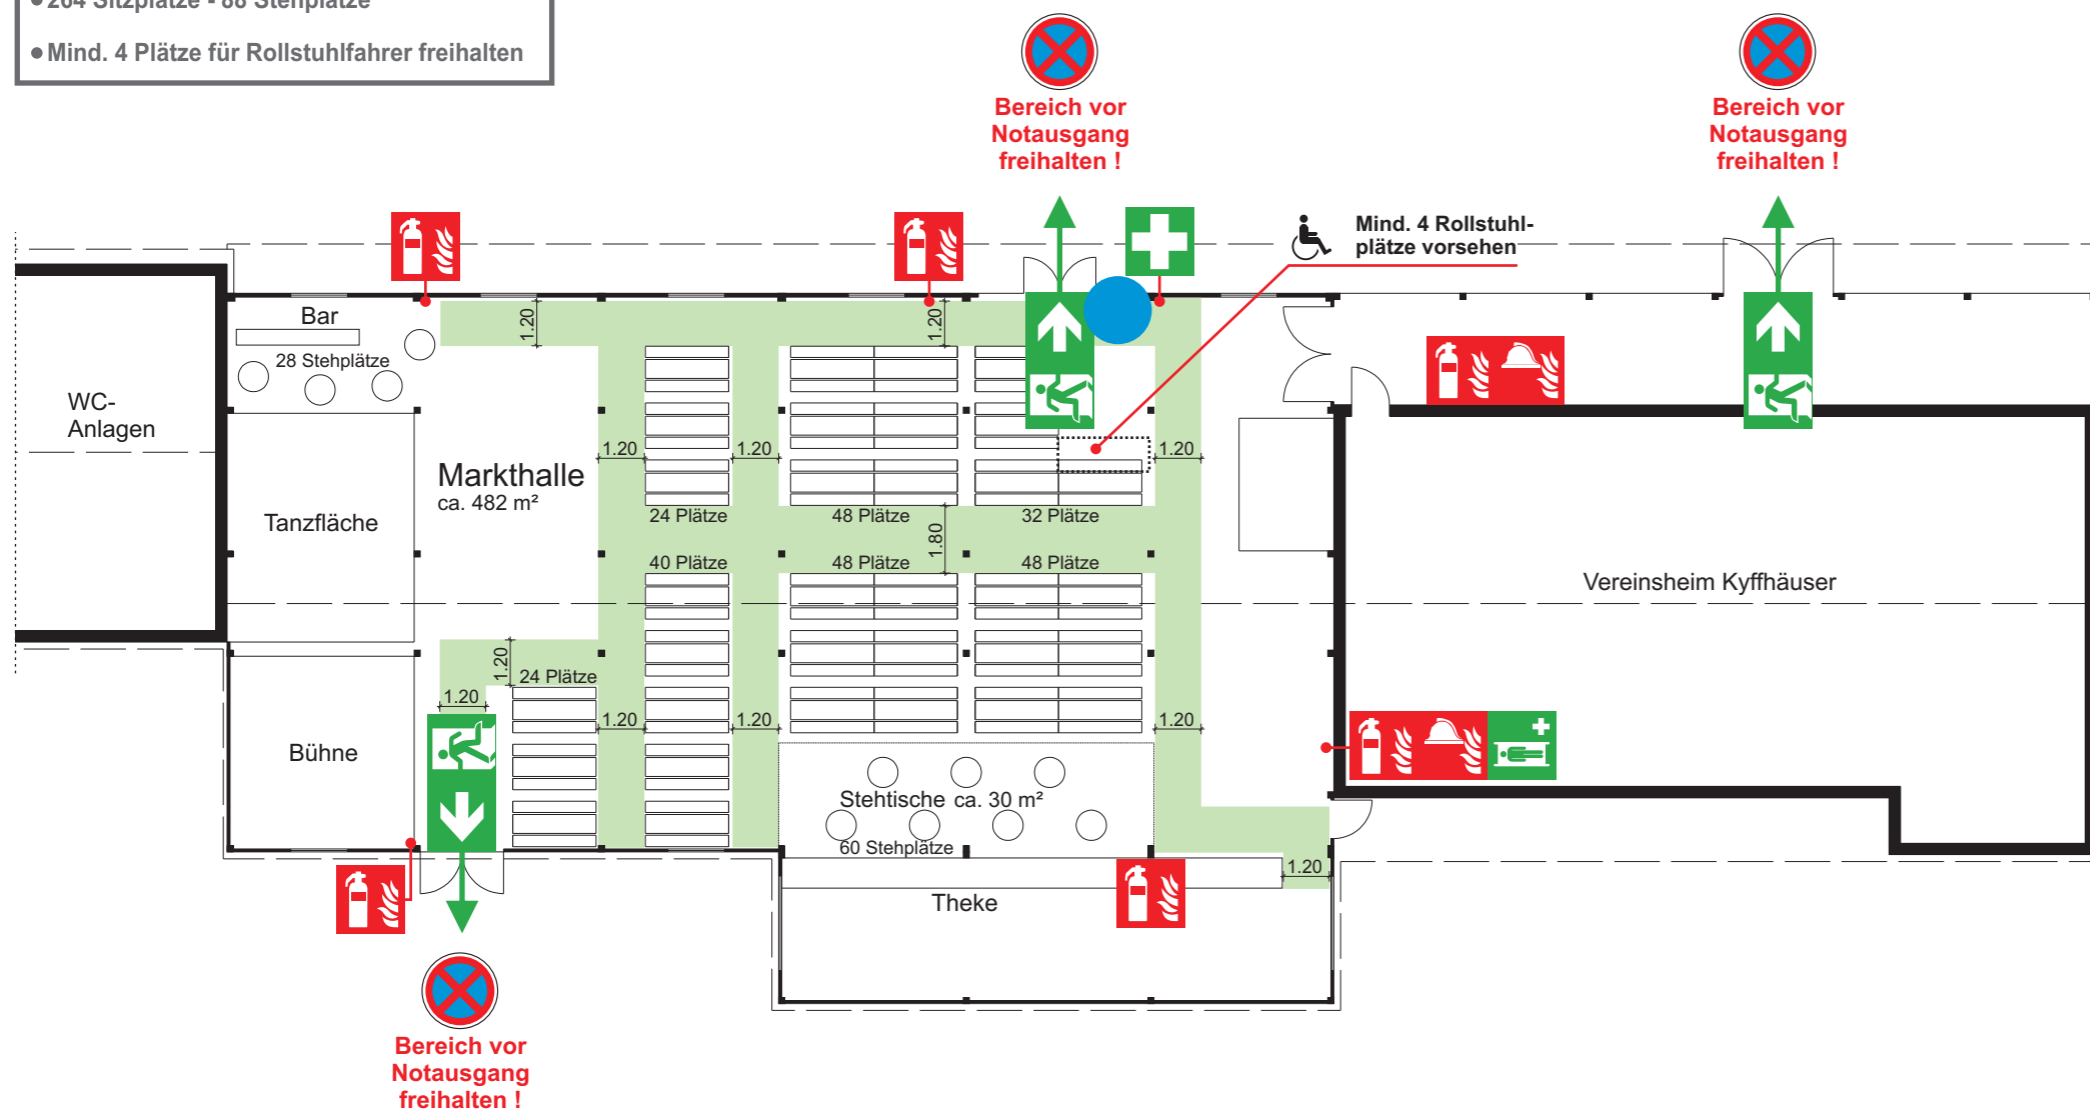 264 Sitzplätze - 88 Stehplätze
Mind. 4 Plätze für Rollstuhlfahrer freihalten
Bereich vor
Notausgang
freihalten !
Bereich vor
Notausgang
freihalten !
Mind. 4 Rollstuhl-
plätze vorsehen
Bar
28 Stehplätze
1.20
1.20
WC-
Anlagen
Markthalle
ca. 482 m²
1.20
1.20
1.20
Tanzfläche
24 Plätze
48 Plätze
32 Plätze
1.80
40 Plätze
48 Plätze
48 Plätze
Vereinsheim Kyffhäuser
1.20
24 Plätze
1.20
1.20
1.20
1.20
Bühne
Stehtische ca. 30 m²
60 Stehplätze
1.20
Theke
Bereich vor
Notausgang
freihalten !